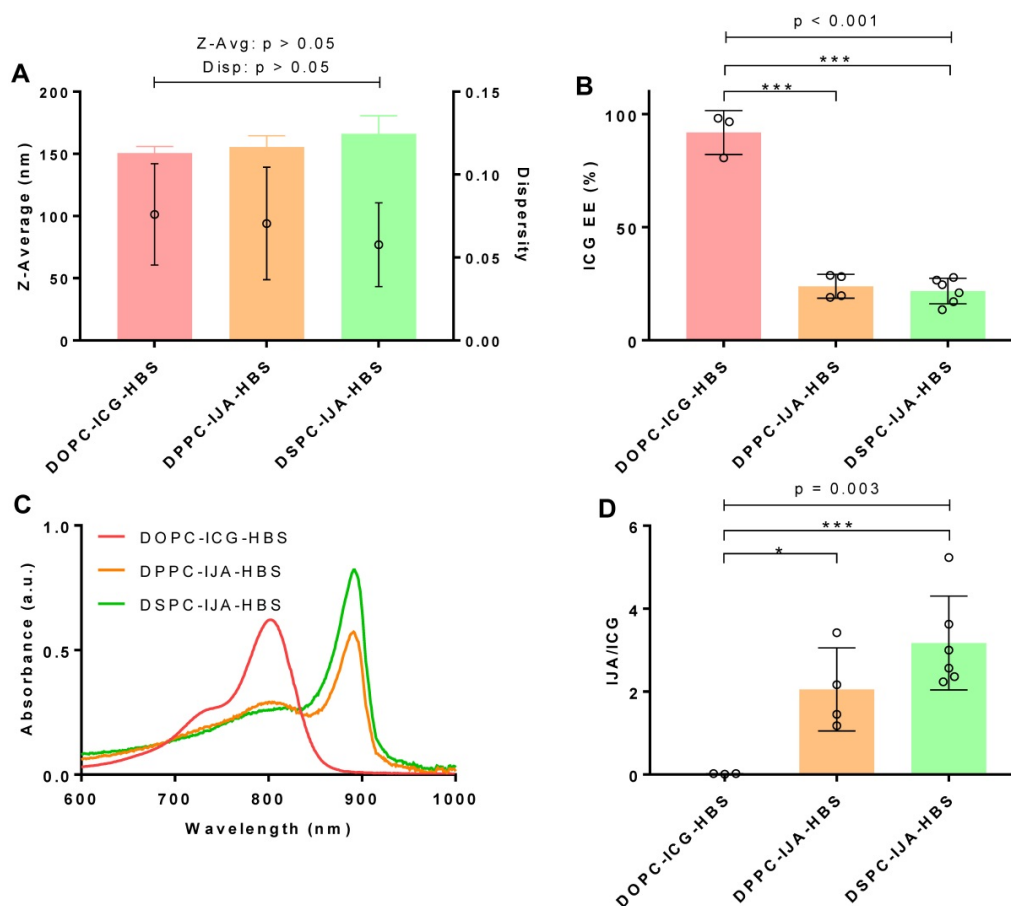 A
Z-Avg: p > 0.05
Disp: p > 0.05
200
150
100
50
0
Z-Average (nm)
0.15
0.10
0.05
0.00
Dispersity
DOPC-ICG-HBS
DPPC-IJA-HBS
DSPC-IJA-HBS
B
p < 0.001
***
***
100
50
0
ICG EE (%)
DOPC-ICG-HBS
DPPC-IJA-HBS
DSPC-IJA-HBS
C
1.0
0.5
0.0
Absorbance (a.u.)
DOPC-ICG-HBS
DPPC-IJA-HBS
DSPC-IJA-HBS
600
700
800
900
1000
Wavelength (nm)
D
p = 0.003
***
*
6
4
2
0
IJA/ICG
DOPC-ICG-HBS
DPPC-IJA-HBS
DSPC-IJA-HBS